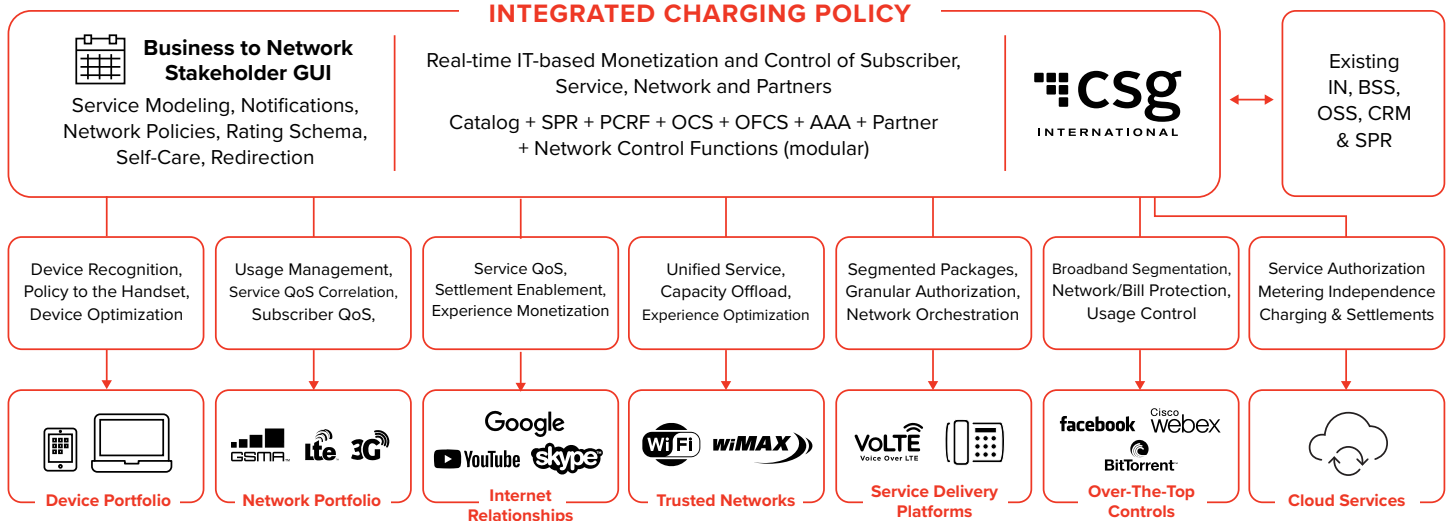 INTEGRATED CHARGING POLICY
Business to Network
Stakeholder GUI
Service Modeling, Notifications,
Network Policies, Rating Schema,
Self-Care, Redirection
Real-time IT-based Monetization and Control of Subscriber,
Service, Network and Partners
Catalog + SPR + PCRF + OCS + OFCS + AAA + Partner
+ Network Control Functions (modular)
csg
INTERNATIONAL
Existing
IN, BSS,
OSS, CRM
& SPR
Device Recognition,
Policy to the Handset,
Device Optimization
Usage Management,
Service QoS Correlation,
Subscriber QoS,
Service QoS,
Settlement Enablement,
Experience Monetization
Unified Service,
Capacity Offload,
Experience Optimization
Segmented Packages,
Granular Authorization,
Network Orchestration
Broadband Segmentation,
Network/Bill Protection,
Usage Control
Service Authorization
Metering Independence
Charging & Settlements
Device Portfolio
GSMA
Lte
3G
Network Portfolio
Google
YouTube
skype
Internet
Relationships
WiFi
WiMAX
Trusted Networks
VoLTE
Voice Over LTE
Service Delivery
Platforms
facebook
Cisco
webex
BitTorrent
Over-The-Top
Controls
Cloud Services